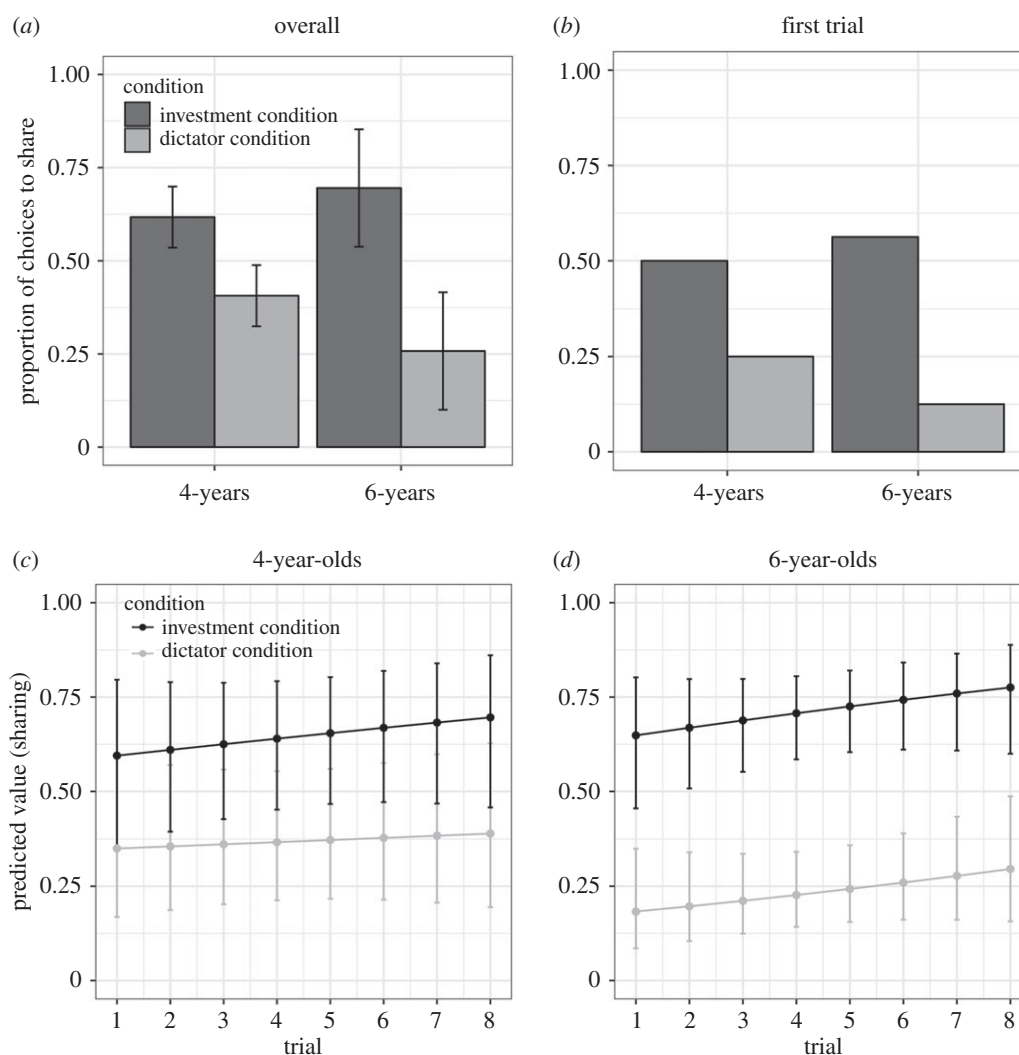 (a) overall
proportion of choices to share
1.00
0.75
0.50
0.25
0
condition
investment condition
dictator condition
4-years 6-years
(b) first trial
1.00
0.75
0.50
0.25
0
4-years 6-years
(c) 4-year-olds
predicted value (sharing)
1.00
0.75
0.50
0.25
0
condition
investment condition
dictator condition
1 2 3 4 5 6 7 8
trial
(d) 6-year-olds
1.00
0.75
0.50
0.25
0
1 2 3 4 5 6 7 8
trial